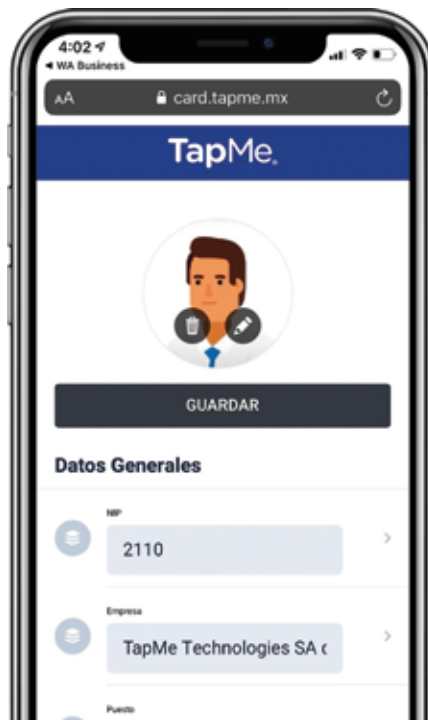 4:02
◀ WA Business
AA card.tapme.mx
TapMe.
GUARDAR
Datos Generales
NIP
2110
Empresa
TapMe Technologies SA c
Puesto